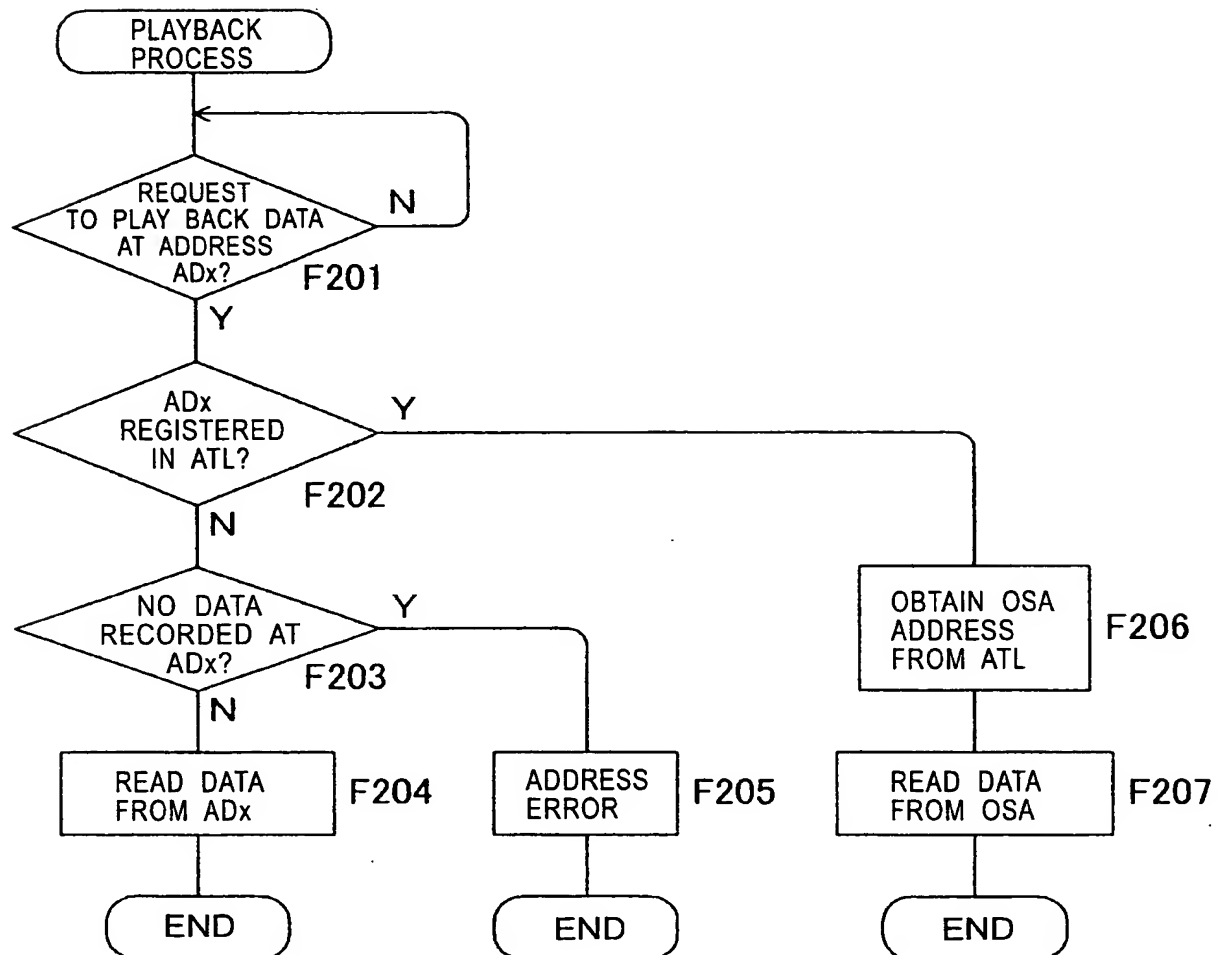 PLAYBACK
PROCESS
REQUEST
TO PLAY BACK DATA
AT ADDRESS
ADx?
N
F201
Y
ADx
REGISTERED
IN ATL?
Y
F202
N
NO DATA
RECORDED AT
ADx?
Y
F203
N
OBTAIN OSA
ADDRESS
FROM ATL
F206
READ DATA
FROM ADx
F204
ADDRESS
ERROR
F205
READ DATA
FROM OSA
F207
END
END
END